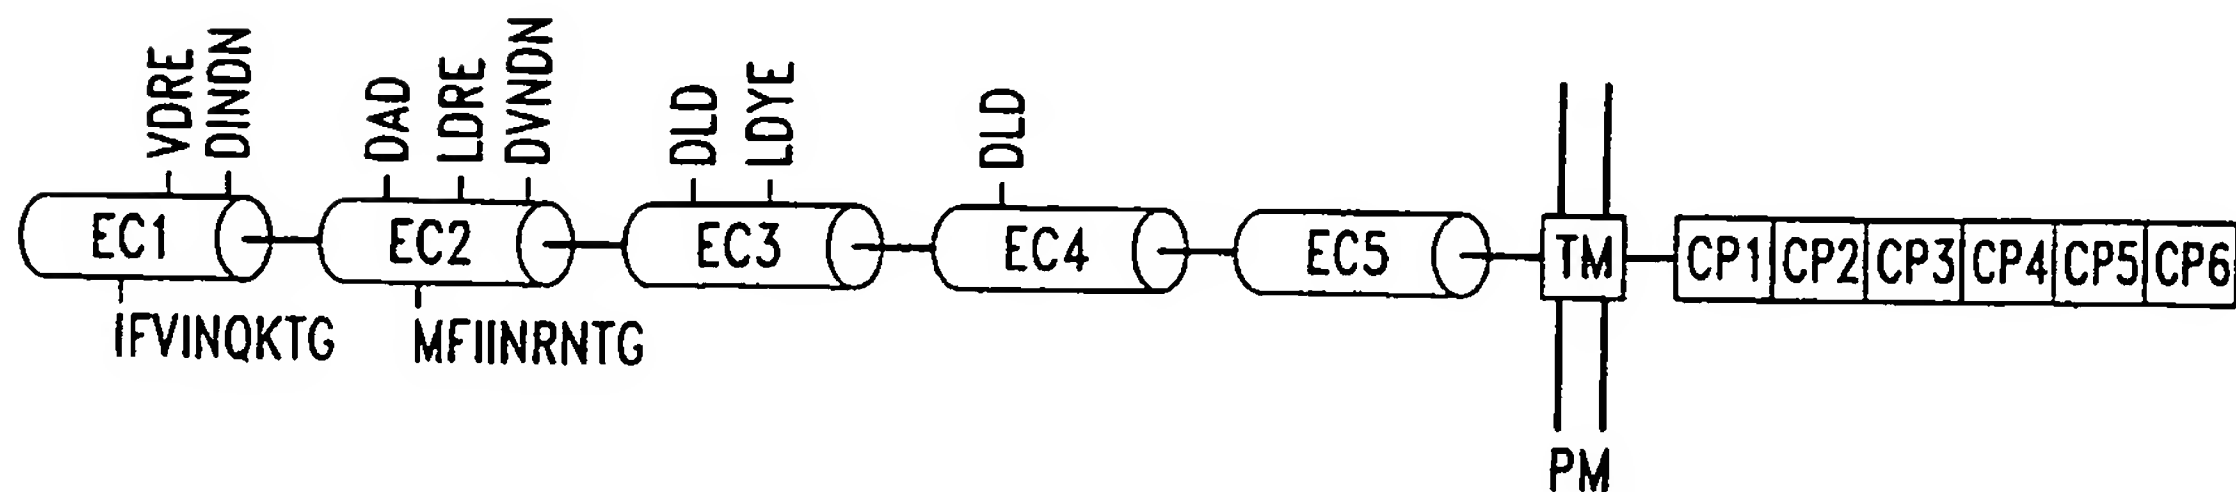 VDRE
DINDN
DAD
LDRE
DVNDN
DLD
LDYE
DLD
EC1
EC2
EC3
EC4
EC5
TM
CP1
CP2
CP3
CP4
CP5
CP6
IFVINQKTG
MFIINRNTG
PM